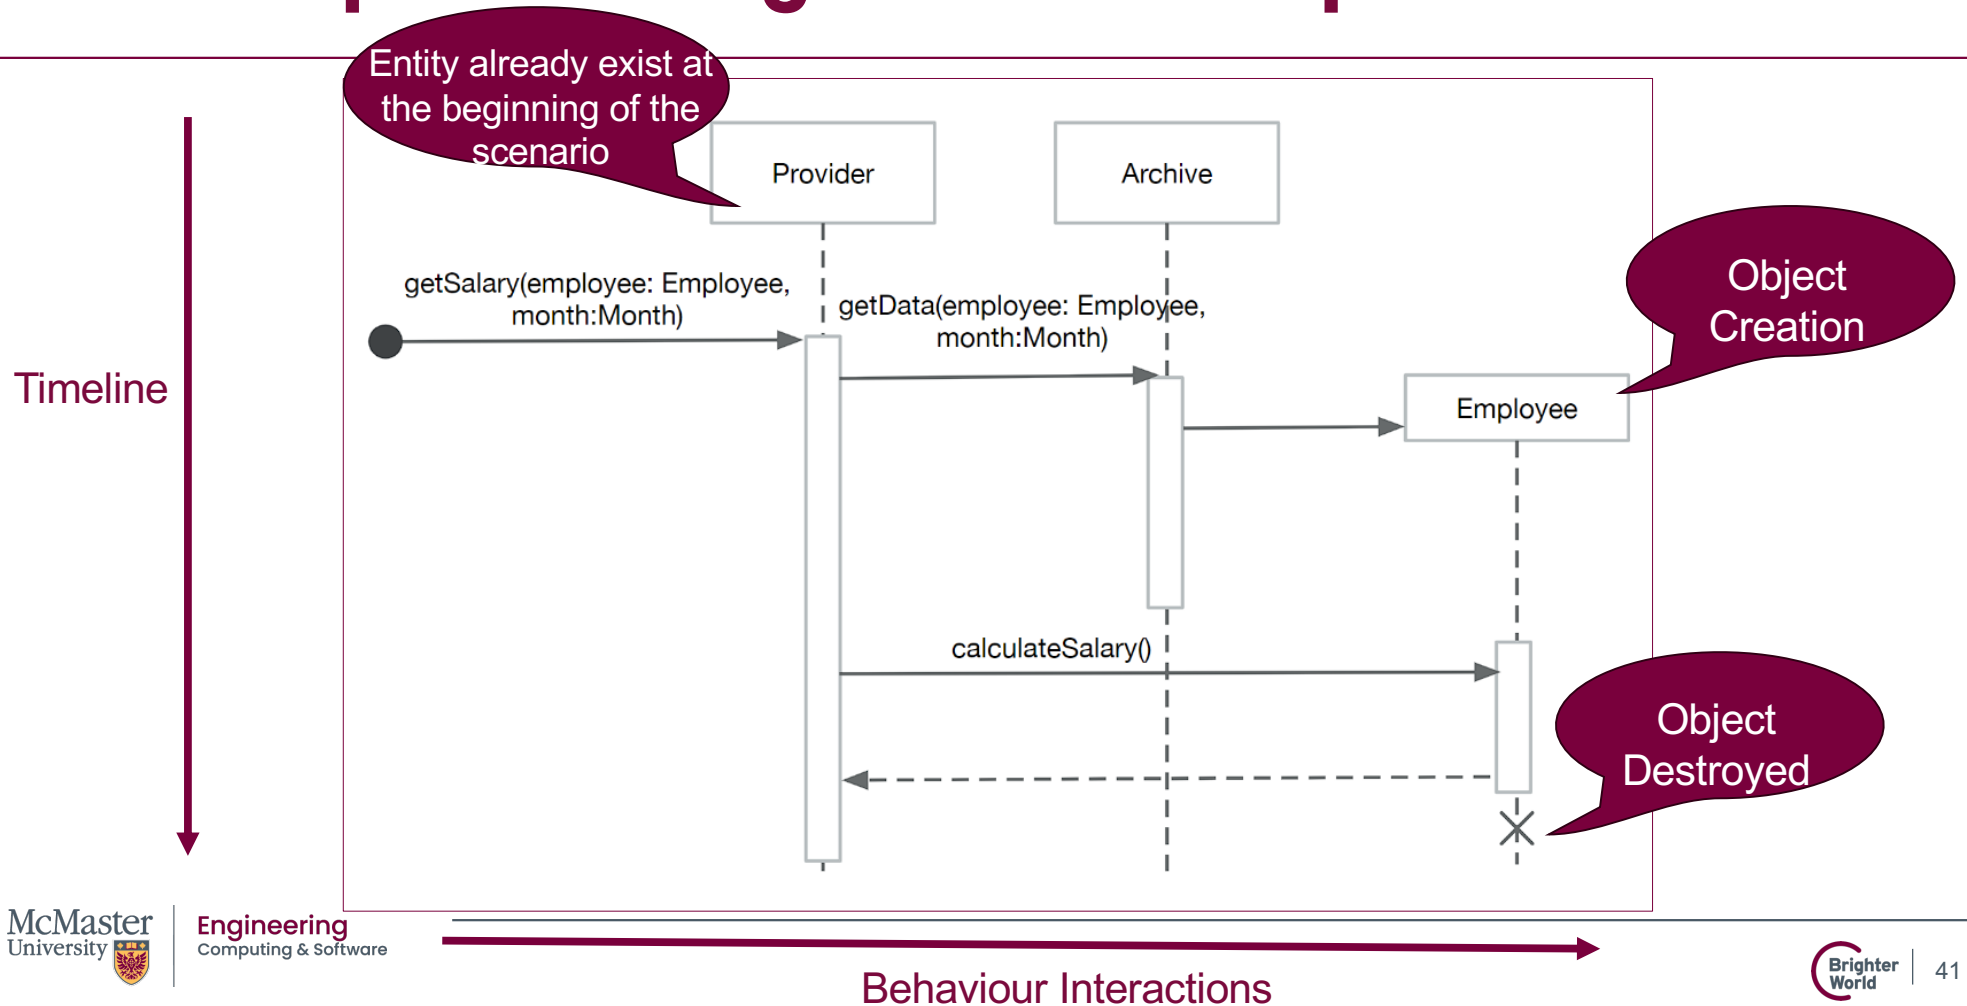 Entity already exist at
the beginning of the
scenario
Provider
Archive
Object
Creation
getSalary(employee: Employee,
month:Month)
getData(employee: Employee,
month:Month)
Timeline
Employee
calculateSalary()
Object
Destroyed
McMaster
University
Engineering
Computing & Software
Behaviour Interactions
Brighter
World
41